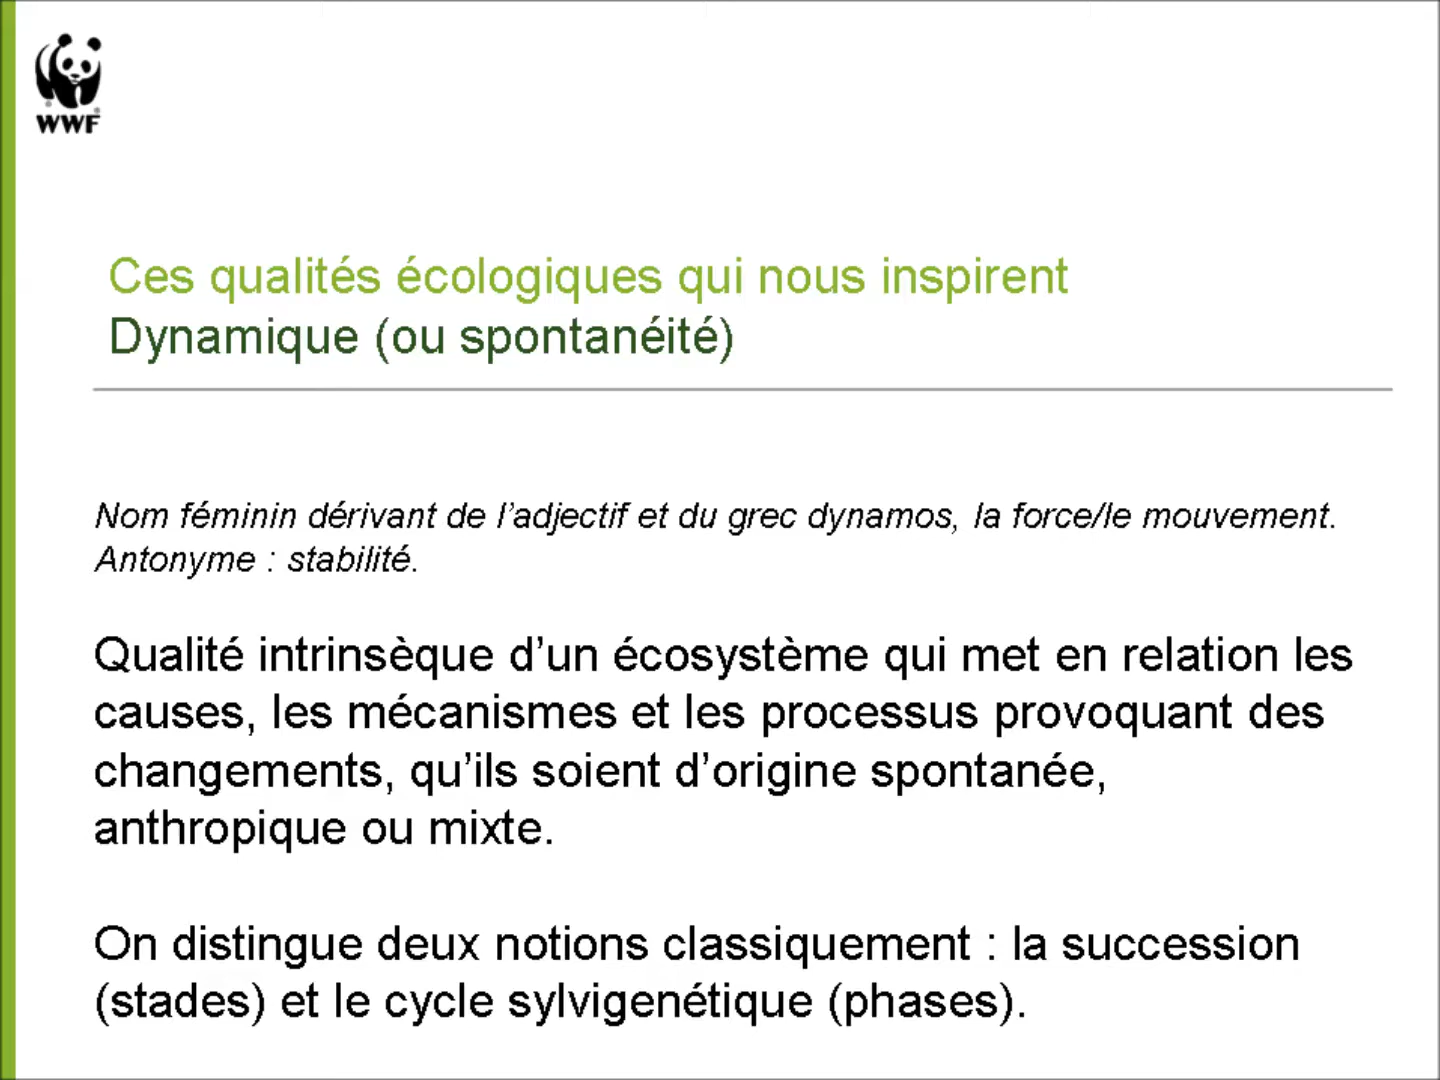 WWF
Ces qualités écologiques qui nous inspirent
Dynamique (ou spontanéité)
Nom féminin dérivant de l’adjectif et du grec dynamos, la force/le mouvement.
Antonyme : stabilité.
Qualité intrinsèque d’un écosystème qui met en relation les
causes, les mécanismes et les processus provoquant des
changements, qu’ils soient d’origine spontanée,
anthropique ou mixte.
On distingue deux notions classiquement : la succession
(stades) et le cycle sylvigenétique (phases).